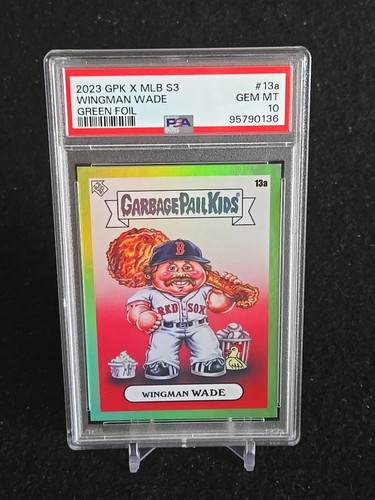 2023 GPK X MLB S3
#13a
WINGMAN WADE
GEM MT
GREEN FOIL
10
PSA
95790136
13a
GARBAGE PAIL KIDS
B
RED SOX
WINGMAN WADE